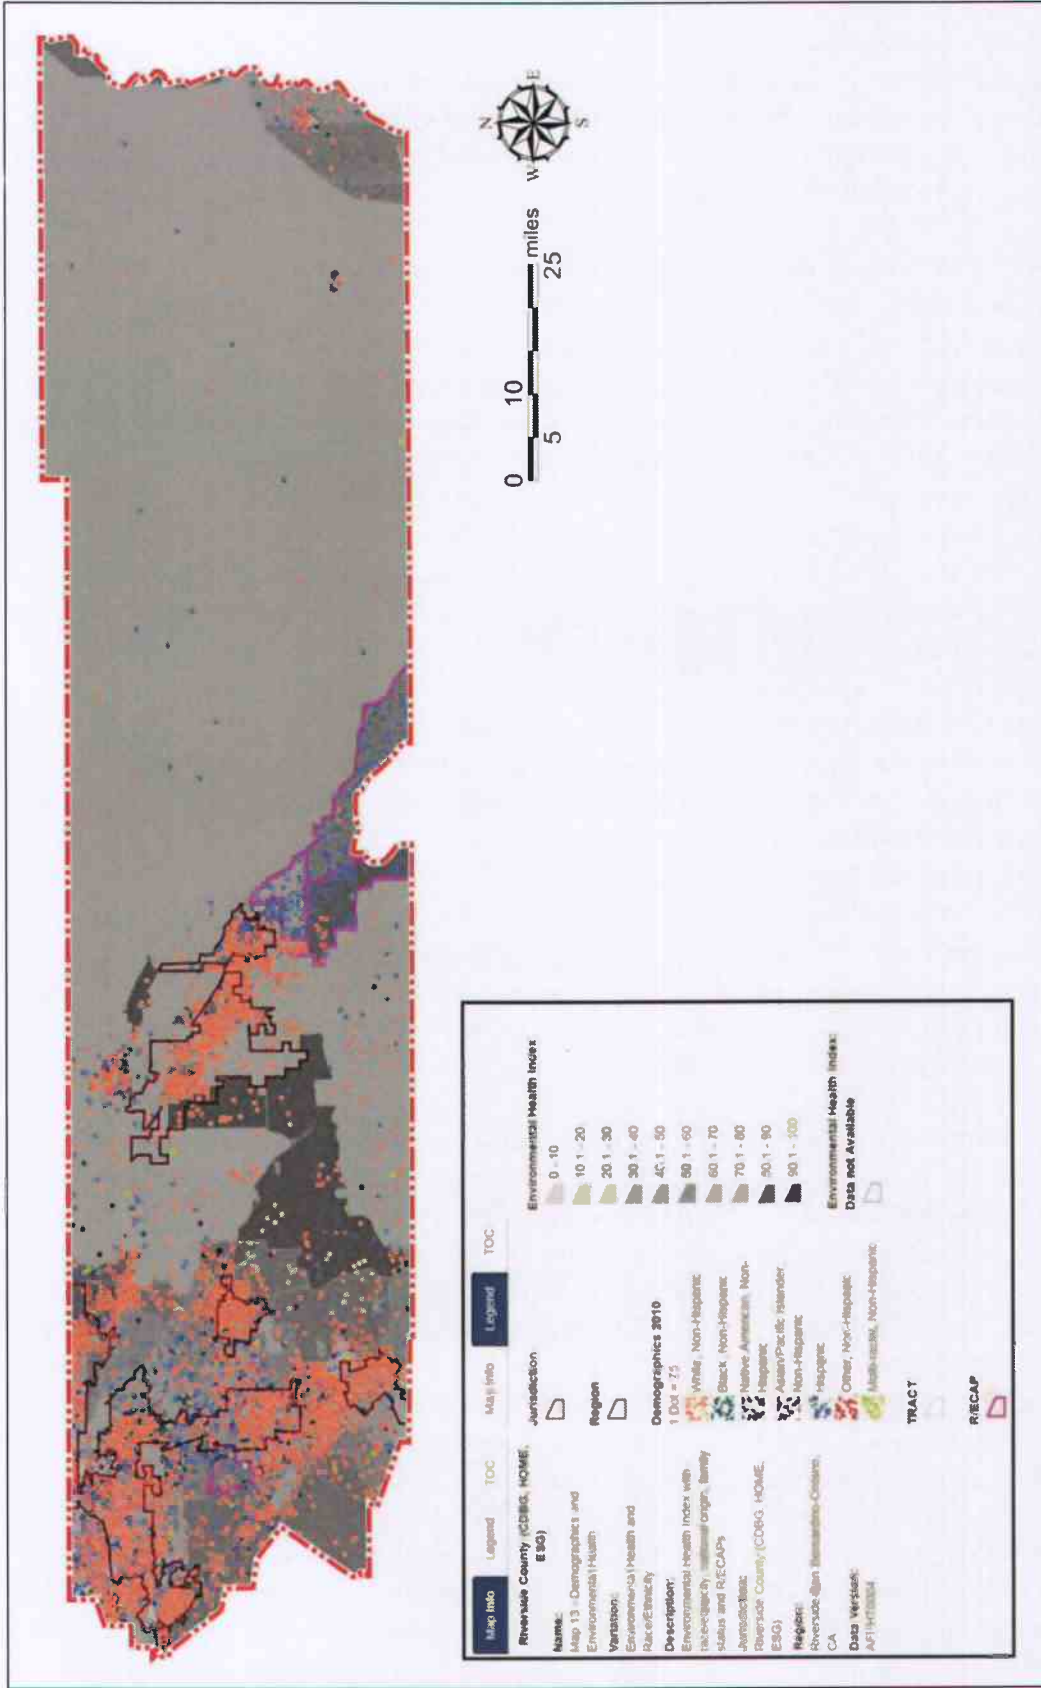 N
W
E
S
0 10 miles
5 25
Map Info Legend TOC
Riverside County (CDBG, HOME,
ESG)
Name:
Map 13 - Demographics and
Environmental Health
Variation:
Environmental Health and
Race/Ethnicity
Description:
Environmental Health Index with
race/ethnicity, national origin, family
status and R/ECAPs
Jurisdiction:
Riverside County (CDBG, HOME,
ESG)
Region:
Riverside-San Bernardino-Ontario,
CA
Data Version:
Map Info Legend TOC
Jurisdiction
Region
Demographics 2010
1 Dot = 75
White, Non-Hispanic
Black, Non-Hispanic
Native American, Non-
Hispanic
Asian/Pacific Islander,
Non-Hispanic
Hispanic
Other, Non-Hispanic
Multi-racial, Non-Hispanic
TRACT
R/ECAP
Environmental Health Index
0 - 10
10.1 - 20
20.1 - 30
30.1 - 40
40.1 - 50
50.1 - 60
60.1 - 70
70.1 - 80
80.1 - 90
90.1 - 100
Environmental Health Index:
Data not Available